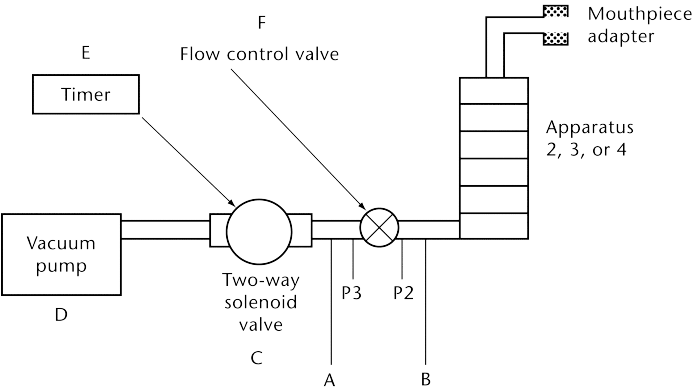 F
Mouthpiece
adapter
E
Flow control valve
Timer
Apparatus
2, 3, or 4
Vacuum
pump
Two-way
solenoid
valve
P3
P2
D
C
A
B